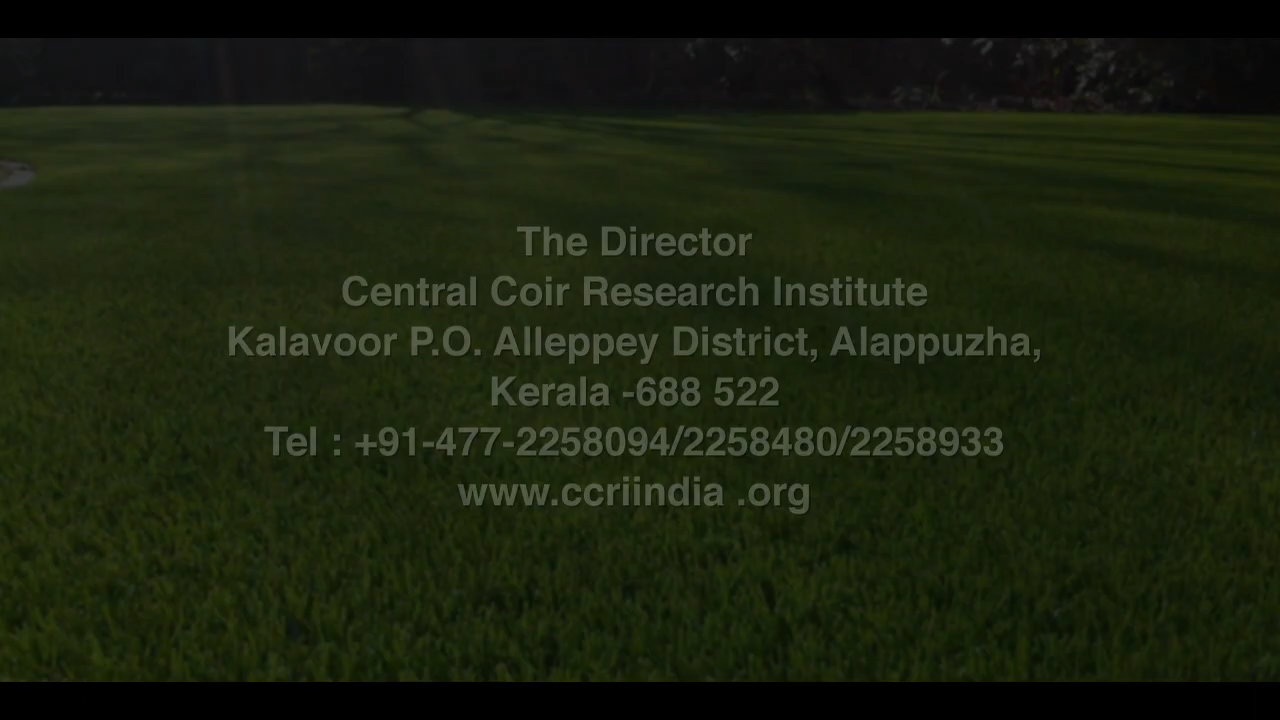 The Director
Central Coir Research Institute
Kalavoor P.O. Alleppey District, Alappuzha,
Kerala -688 522
Tel : +91-477-2258094/2258480/2258933
www.ccriindia .org